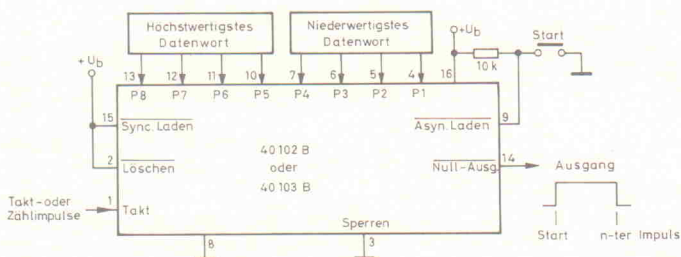 Höchstwertigstes
Datenwort
Niederwertigstes
Datenwort
+Ub
Start
+Ub
10k
13 12 11 10 7 6 5 4 16
P8 P7 P6 P5 P4 P3 P2 P1
15
Sync. Laden
Asyn. Laden
9
2
Löschen
40102 B
oder
40103 B
Null-Ausg.
14
Ausgang
Takt- oder
Zählimpulse
1
Takt
Sperren
8
3
Start
n-ter Impuls